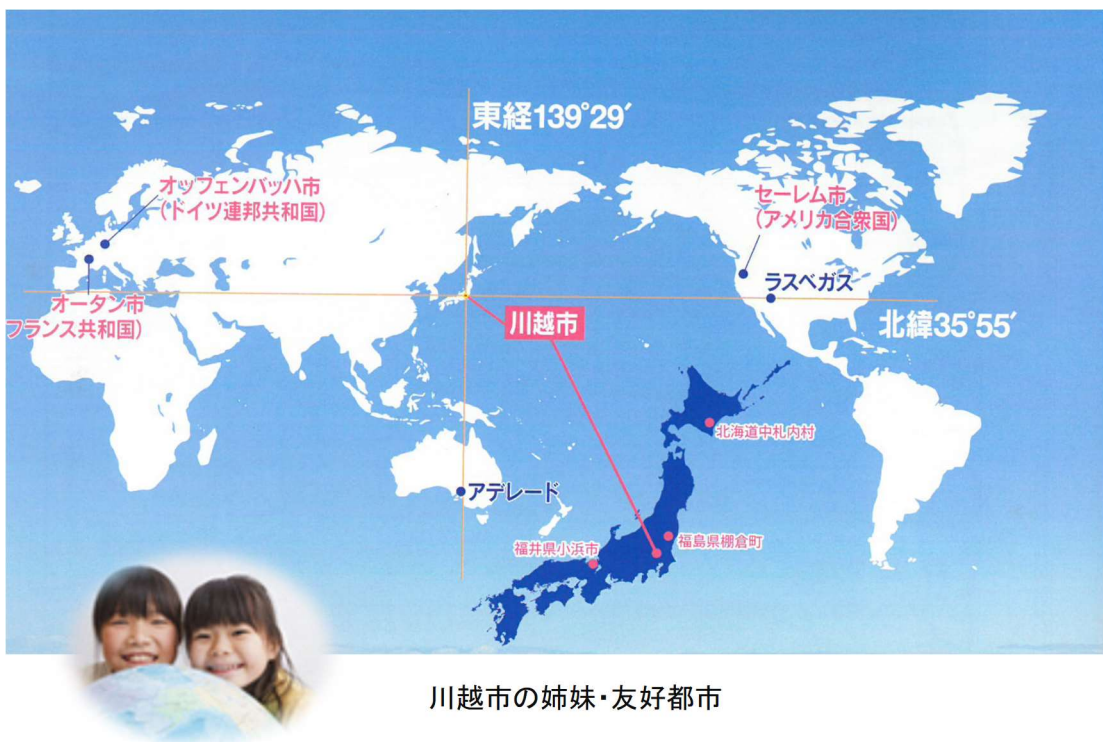 東経139°29′
オッフェンバッハ市
(ドイツ連邦共和国)
セーレム市
(アメリカ合衆国)
ラスベガス
オータン市
フランス共和国)
川越市
北緯35°55′
北海道中札内村
アデレード
福井県小浜市
福島県棚倉町
川越市の姉妹・友好都市